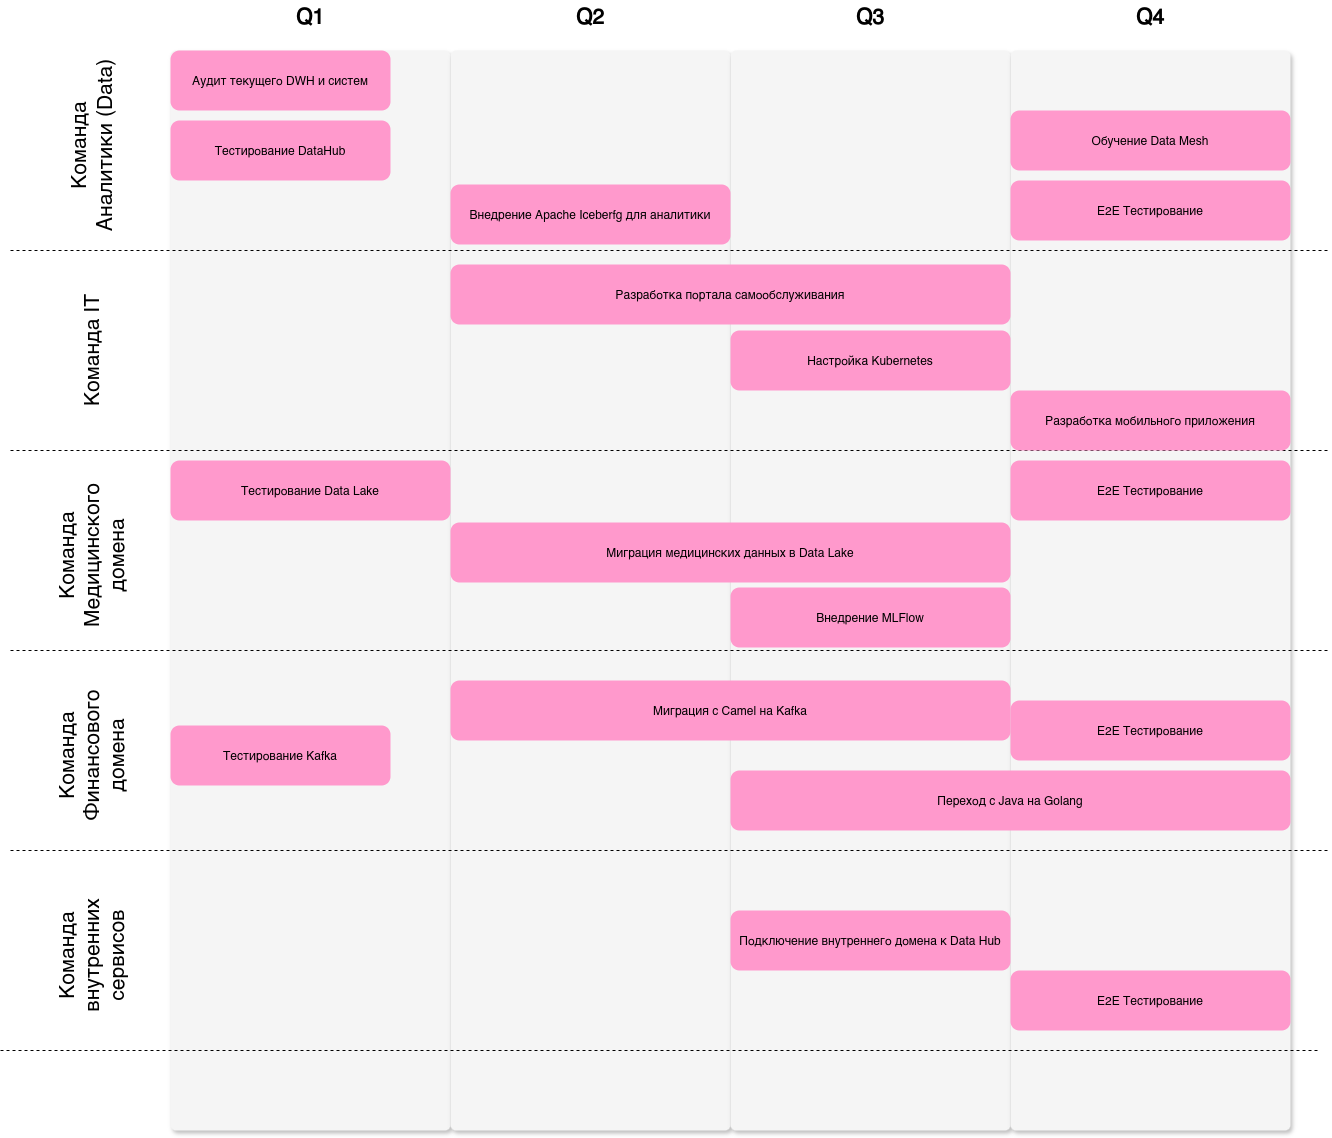 Q1
Q2
Q3
Q4
Команда
Аналитики (Data)
Аудит текущего DWH и систем
Тестирование DataHub
Обучение Data Mesh
Внедрение Apache Iceberfg для аналитики
E2E Тестирование
Команда IT
Разработка портала самообслуживания
Настройка Kubernetes
Разработка мобильного приложения
Команда
Медицинского
домена
Тестирование Data Lake
E2E Тестирование
Миграция медицинских данных в Data Lake
Внедрение MLFlow
Команда
Финансового
домена
Миграция с Camel на Kafka
E2E Тестирование
Тестирование Kafka
Переход с Java на Golang
Команда
внутренних
сервисов
Подключение внутреннего домена к Data Hub
E2E Тестирование